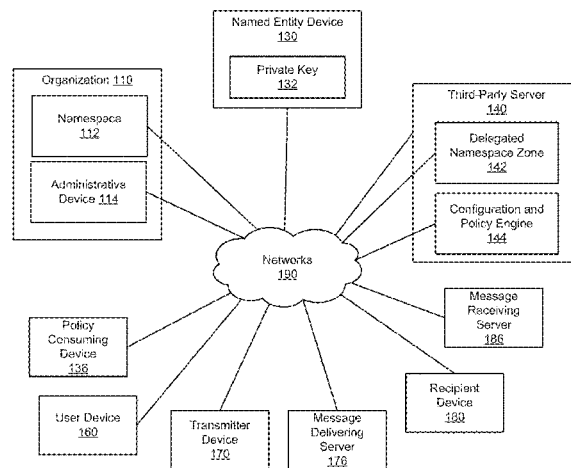 Named Entity Device
130
Private Key
132
Organization 110
Namespace
112
Administrative
Device 114
Third-Party Server
140
Delegated
Namespace Zone
142
Configuration and
Policy Engine
144
Networks
190
Policy
Consuming
Device
136
User Device
160
Transmitter
Device
170
Message
Delivering
Server
176
Recipient
Device
180
Message
Receiving
Server
186